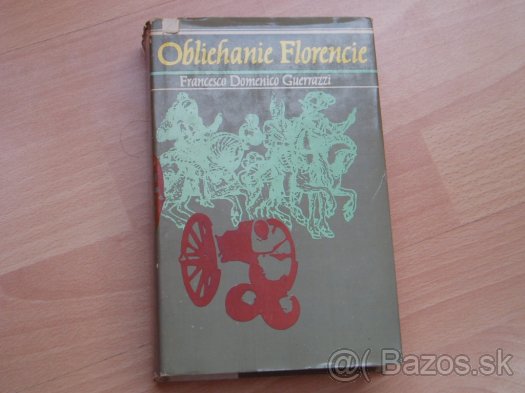 Obliehanie Florencie
Francesco Domenico Guerrazzi
Bazos.sk